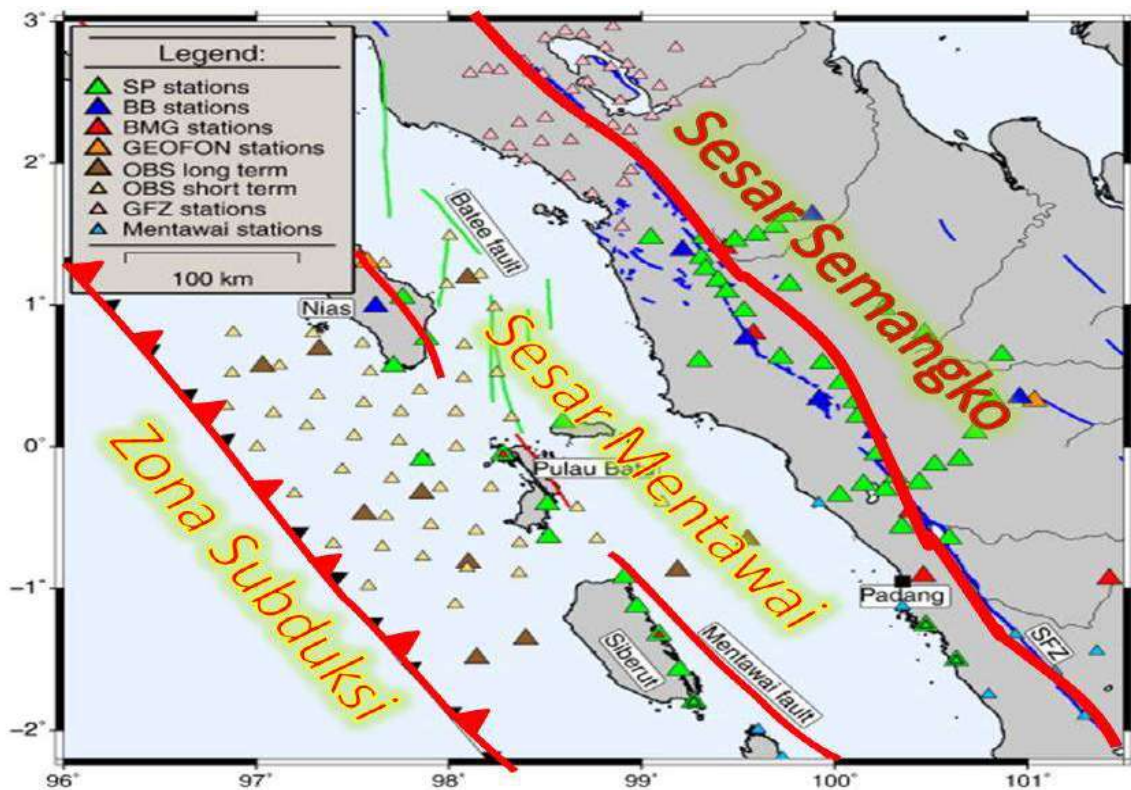 3°
2°
1°
0°
−1°
−2°
Legend:
SP stations
BB stations
BMG stations
GEOFON stations
OBS long term
OBS short term
GFZ stations
Mentawai stations
100 km
Batee fault
Nias
Sesar Semangko
Sesar Mentawai
Zona Subduksi
Pulau
Padang
Siberut
Mentawai fault
SFZ
96°
97°
98°
99°
100°
101°